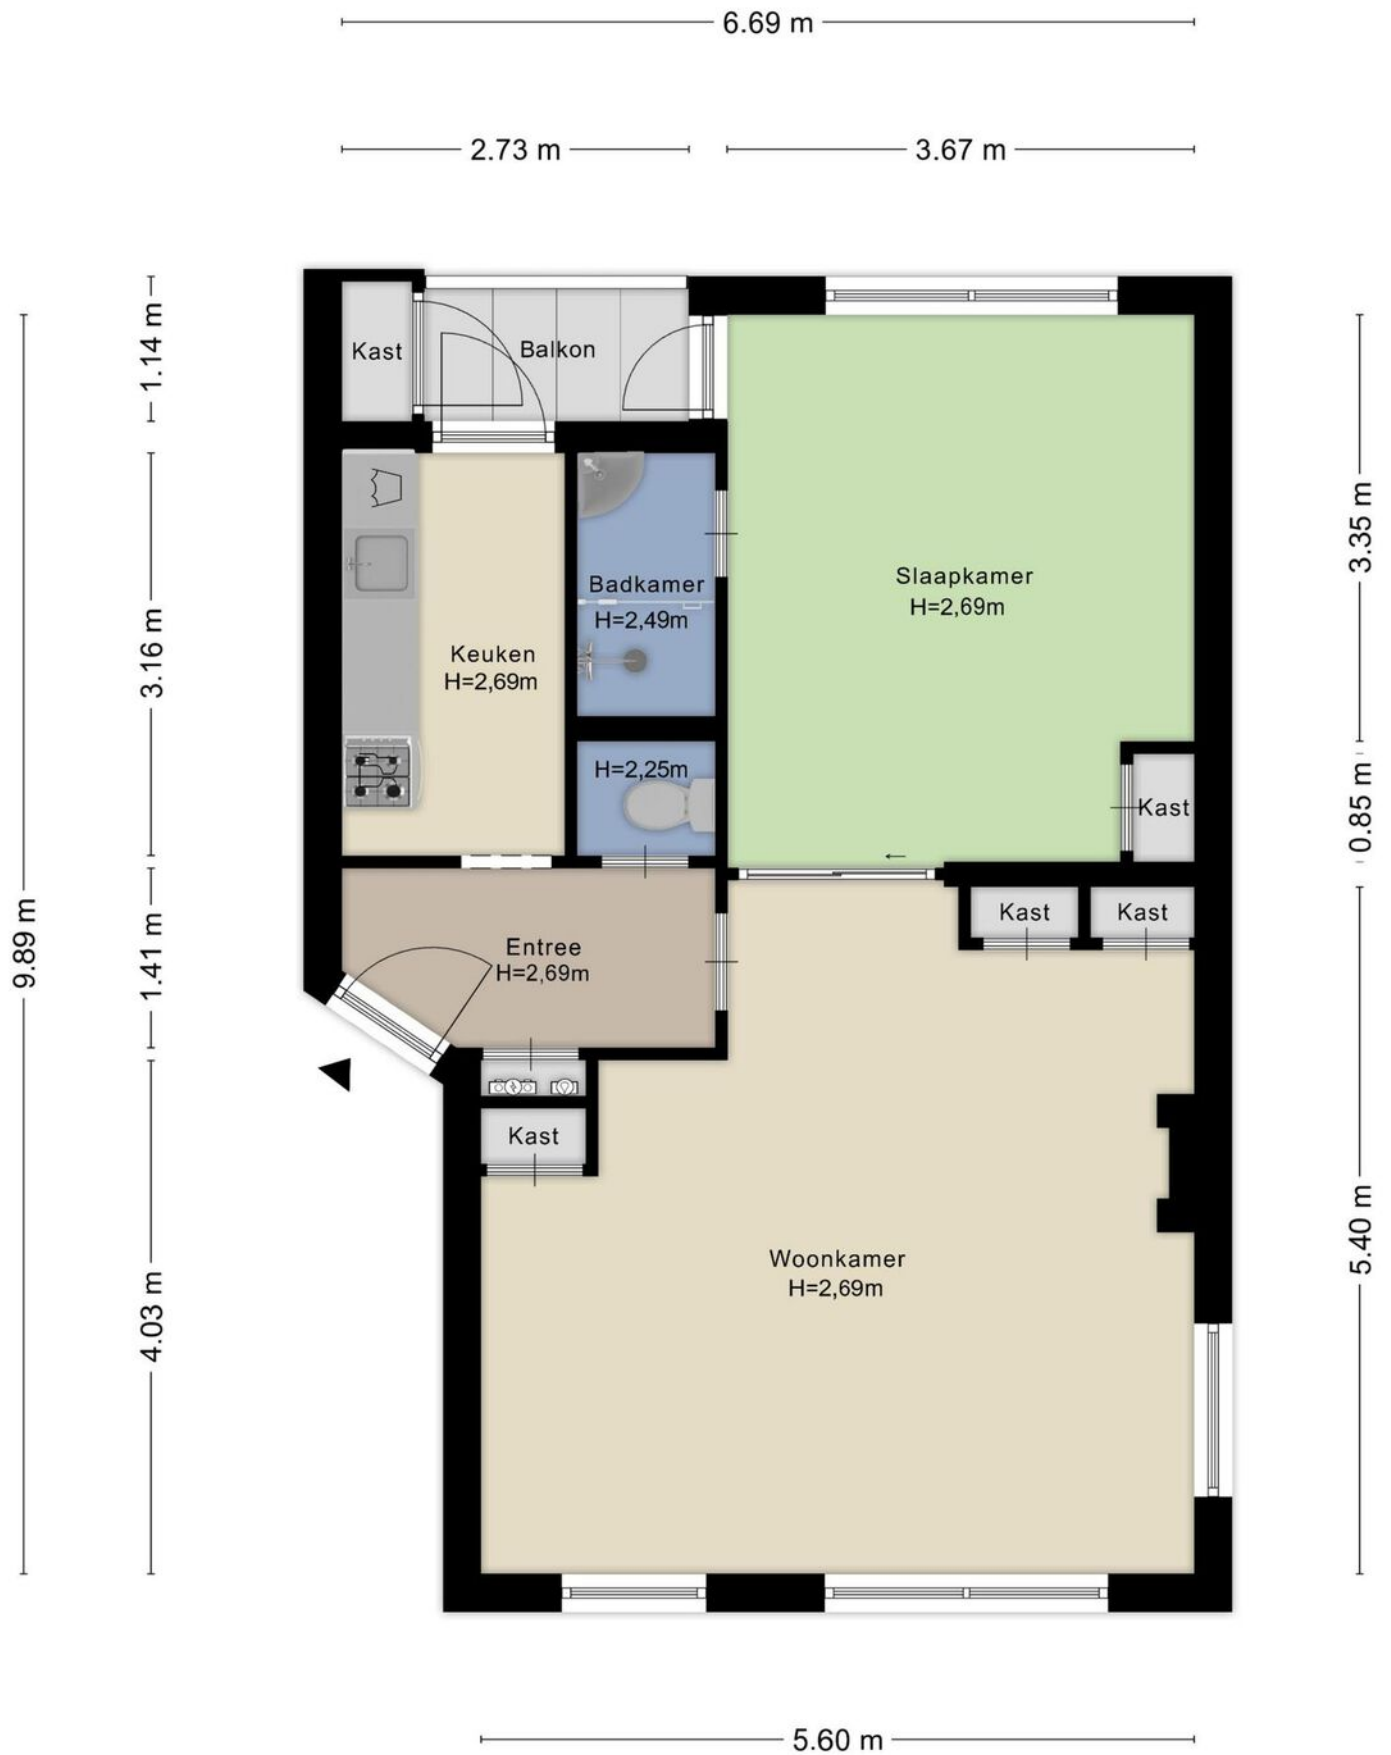 6.69 m
2.73 m
3.67 m
1.14 m
Kast
Balkon
9.89 m
3.16 m
3.35 m
Slaapkamer
H=2,69m
Badkamer
H=2,49m
Keuken
H=2,69m
H=2,25m
0.85 m
Kast
Kast
Kast
1.41 m
Entree
H=2,69m
Kast
4.03 m
5.40 m
Woonkamer
H=2,69m
5.60 m